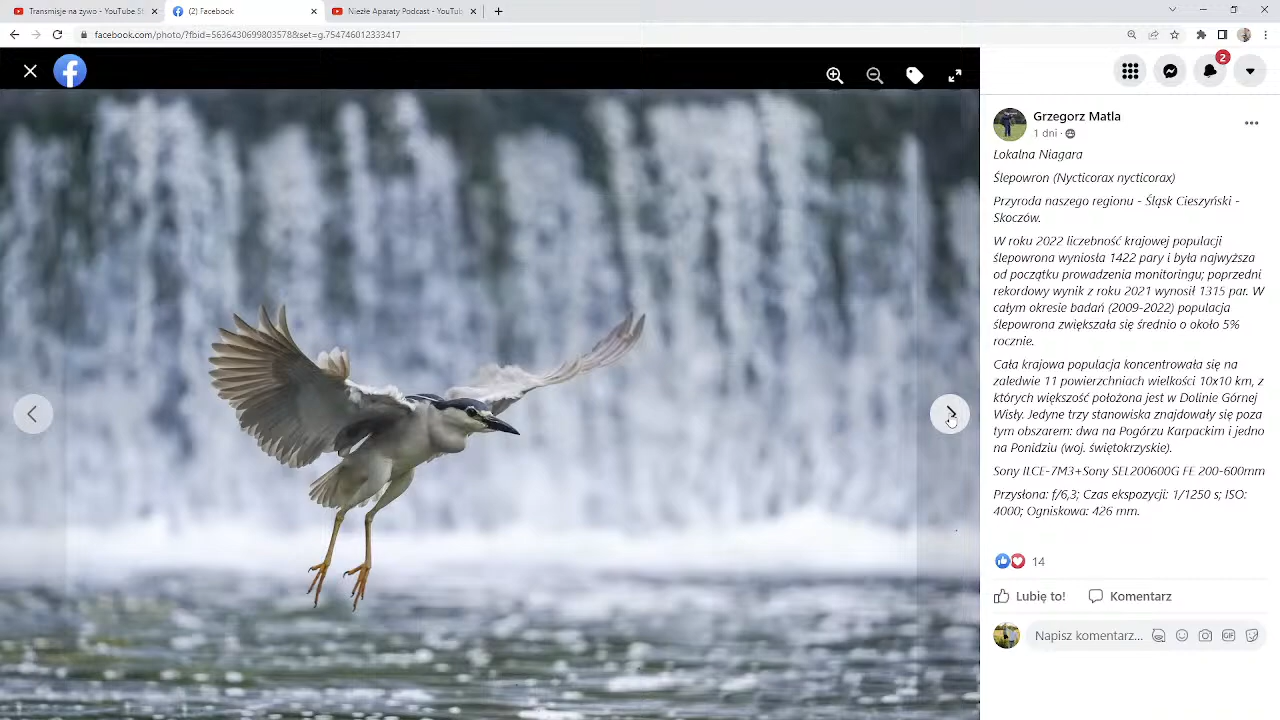 Transmisje na żywo - YouTube St
(2) Facebook
Niezłe Aparaty Podcast - YouTub
facebook.com/photo/?fbid=563643069980357&set=g.754746012333417
2
Grzegorz Matla
1 dni ·
Lokalna Niagara
Ślepowron (Nycticorax nycticorax)
Przyroda naszego regionu - Śląsk Cieszyński -
Skoczów.
W roku 2022 liczebność krajowej populacji
ślepowrona wyniosła 1422 pary i była najwyższa
od początku prowadzenia monitoringu; poprzedni
rekordowy wynik z roku 2021 wynosił 1315 par. W
całym okresie badań (2009-2022) populacja
ślepowrona zwiększała się średnio o około 5%
rocznie.
Cała krajowa populacja koncentrowała się na
zaledwie 11 powierzchniach wielkości 10x10 km, z
których większość położona jest w Dolinie Górnej
Wisły. Jedyne trzy stanowiska znajdowały się poza
tym obszarem: dwa na Pogórzu Karpackim i jedno
na Ponidziu (woj. świętokrzyskie).
Sony ILCE-7M3+Sony SEL200600G FE 200-600mm
Przysłona: f/6,3; Czas ekspozycji: 1/1250 s; ISO:
4000; Ogniskowa: 426 mm.
14
Lubię to!
Komentarz
Napisz komentarz...
GIF